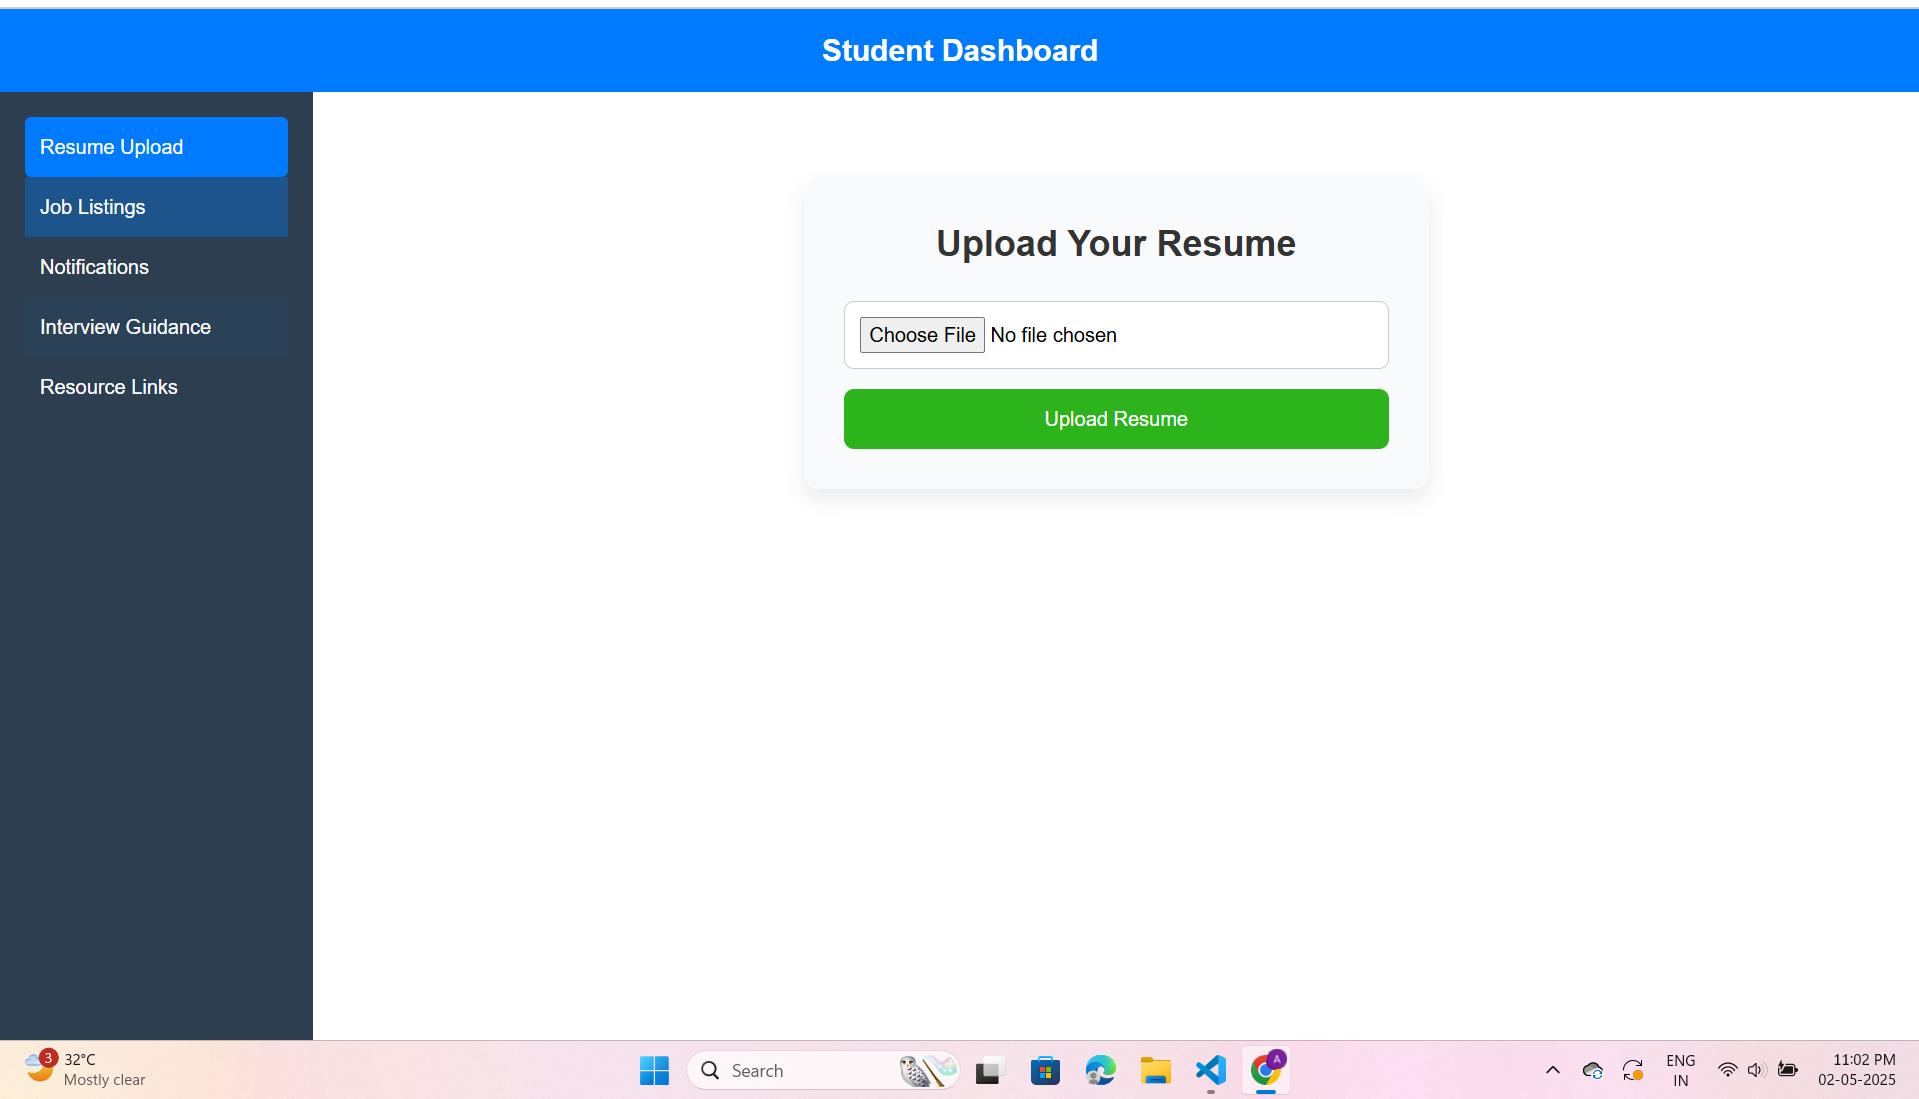 Student Dashboard
Resume Upload
Job Listings
Notifications
Interview Guidance
Resource Links
Upload Your Resume
Choose File No file chosen
Upload Resume
3
32°C
Mostly clear
Search
A
ENG
IN
11:02 PM
02-05-2025